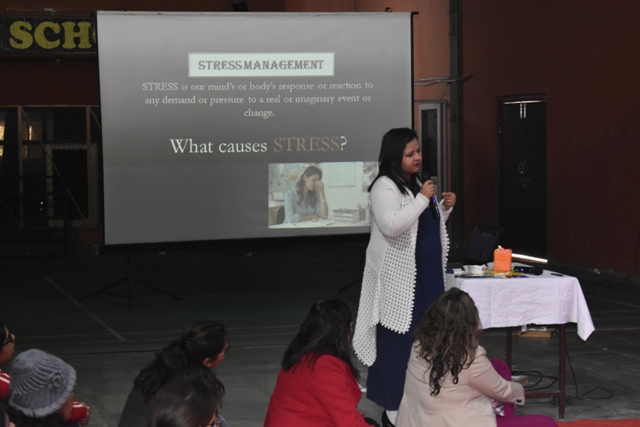 SCHO
STRESS MANAGEMENT
STRESS is our mind's or body's response or reaction to
any demand or pressure to a real or imaginary event or
change.
What causes STRESS?